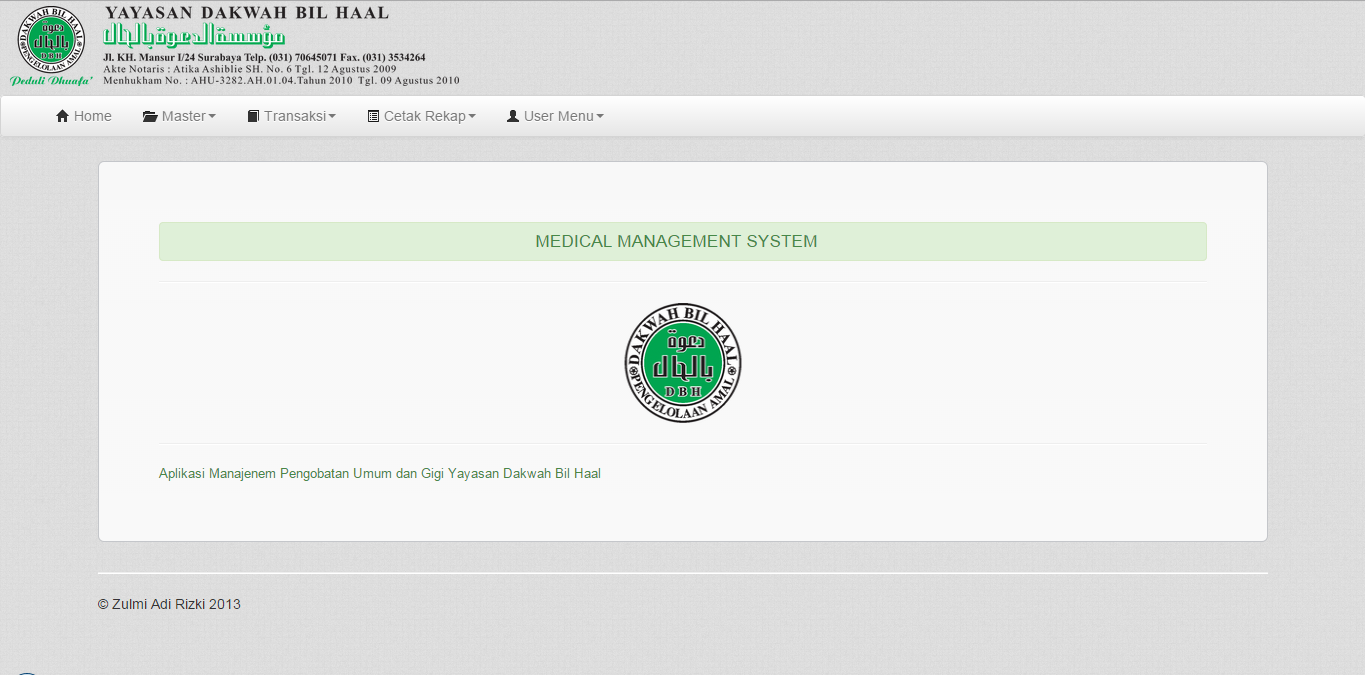 DAKWAH BIL HAAL
دعوة
بالحال
DBH
PENGELOLAAN AMAL
Peduli Dhuafa'
YAYASAN DAKWAH BIL HAAL
مؤسسة الدعوة بالحال
Jl. KH. Mansur I/24 Surabaya Telp. (031) 70645071 Fax. (031) 3534264
Akte Notaris : Atika Ashiblie SH. No. 6 Tgl. 12 Agustus 2009
Menhukham No. : AHU-3282.AH.01.04.Tahun 2010 Tgl. 09 Agustus 2010
Home Master Transaksi Cetak Rekap User Menu
MEDICAL MANAGEMENT SYSTEM
DAKWAH BIL HAAL
دعوة
بالحال
DBH
PENGELOLAAN AMAL
Aplikasi Manajenem Pengobatan Umum dan Gigi Yayasan Dakwah Bil Haal
© Zulmi Adi Rizki 2013